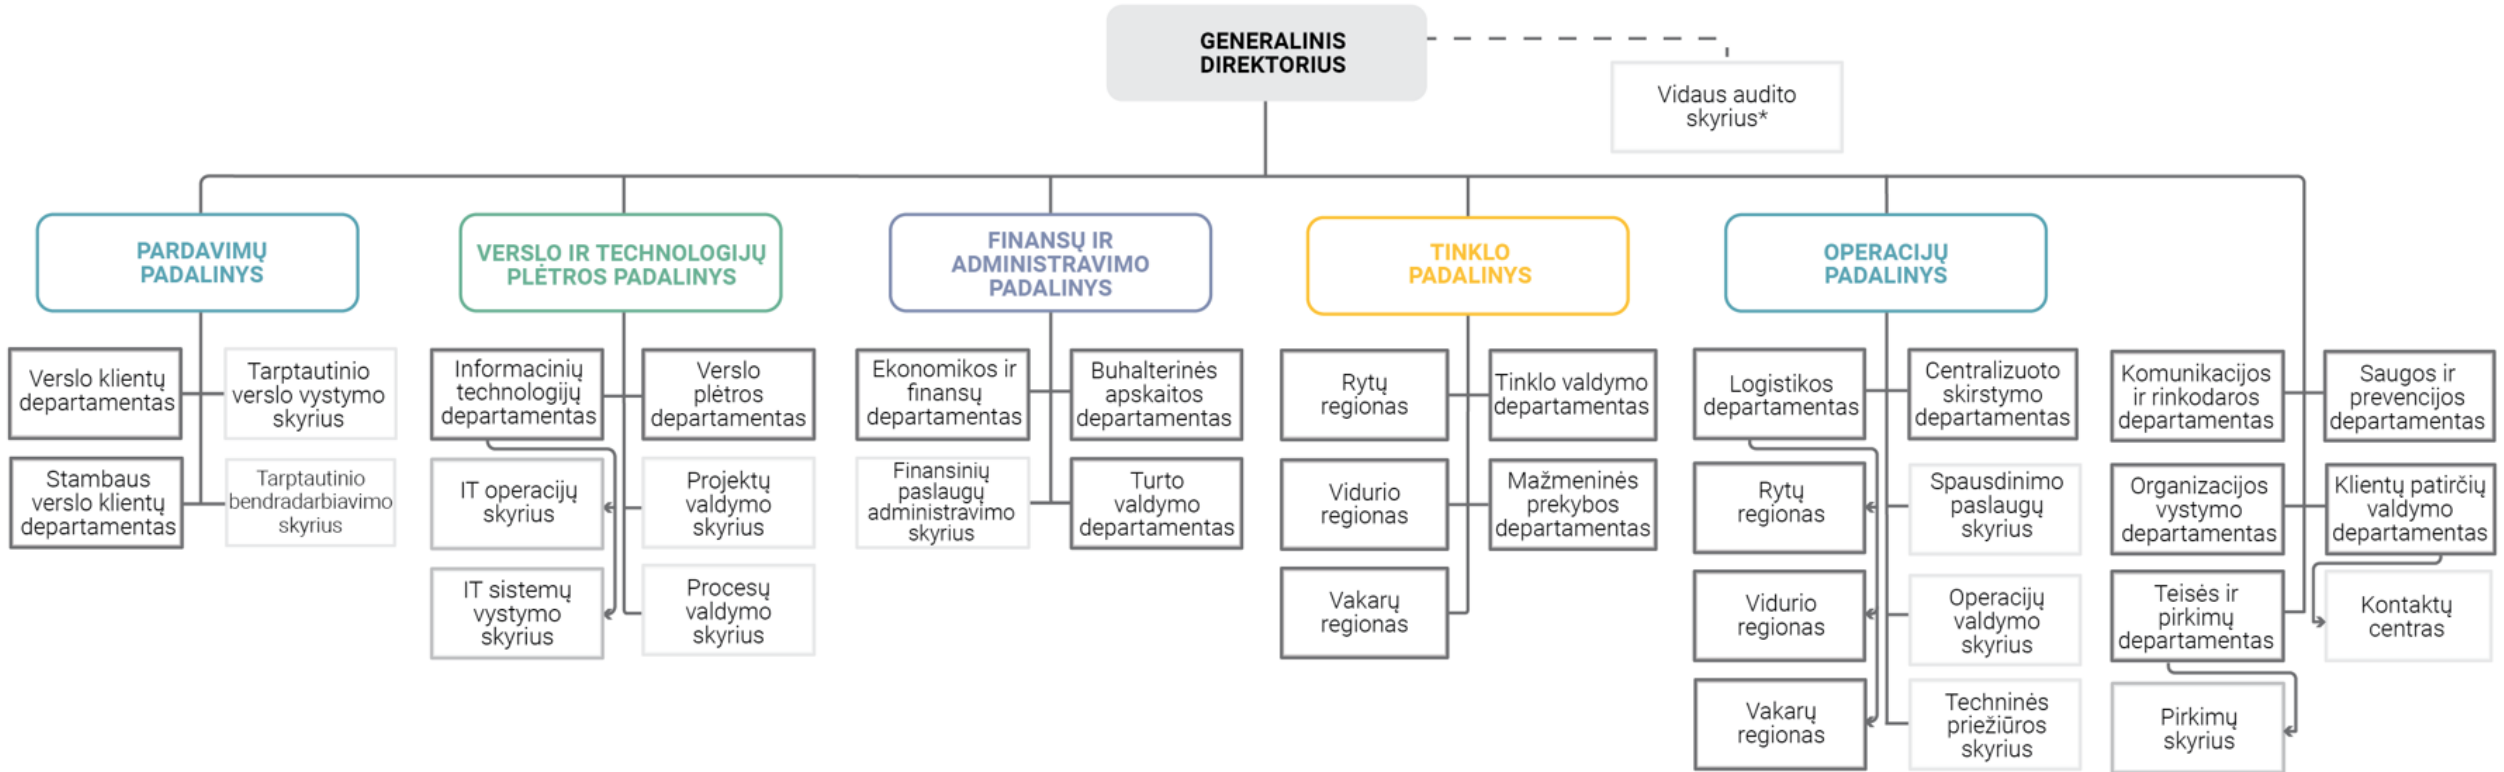 GENERALINIS
DIREKTORIUS
Vidaus audito
skyrius*
PARDAVIMŲ
PADALINYS
VERSLO IR TECHNOLOGIJŲ
PLĖTROS PADALINYS
FINANSŲ IR
ADMINISTRAVIMO
PADALINYS
TINKLO
PADALINYS
OPERACIJŲ
PADALINYS
Verslo klientų
departamentas
Tarptautinio
verslo vystymo
skyrius
Stambaus
verslo klientų
departamentas
Tarptautinio
bendradarbiavimo
skyrius
Informacinių
technologijų
departamentas
Verslo
plėtros
departamentas
IT operacijų
skyrius
Projektų
valdymo
skyrius
IT sistemų
vystymo
skyrius
Procesų
valdymo
skyrius
Ekonomikos ir
finansų
departamentas
Buhalterinės
apskaitos
departamentas
Finansinių
paslaugų
administravimo
skyrius
Turto
valdymo
departamentas
Rytų
regionas
Tinklo valdymo
departamentas
Vidurio
regionas
Mažmeninės
prekybos
departamentas
Vakarų
regionas
Logistikos
departamentas
Centralizuoto
skirstymo
departamentas
Rytų
regionas
Spausdinimo
paslaugų
skyrius
Vidurio
regionas
Operacijų
valdymo
skyrius
Vakarų
regionas
Techninės
priežiūros
skyrius
Komunikacijos
ir rinkodaros
departamentas
Saugos ir
prevencijos
departamentas
Organizacijos
vystymo
departamentas
Klientų patirčių
valdymo
departamentas
Teisės ir
pirkimų
departamentas
Kontaktų
centras
Pirkimų
skyrius